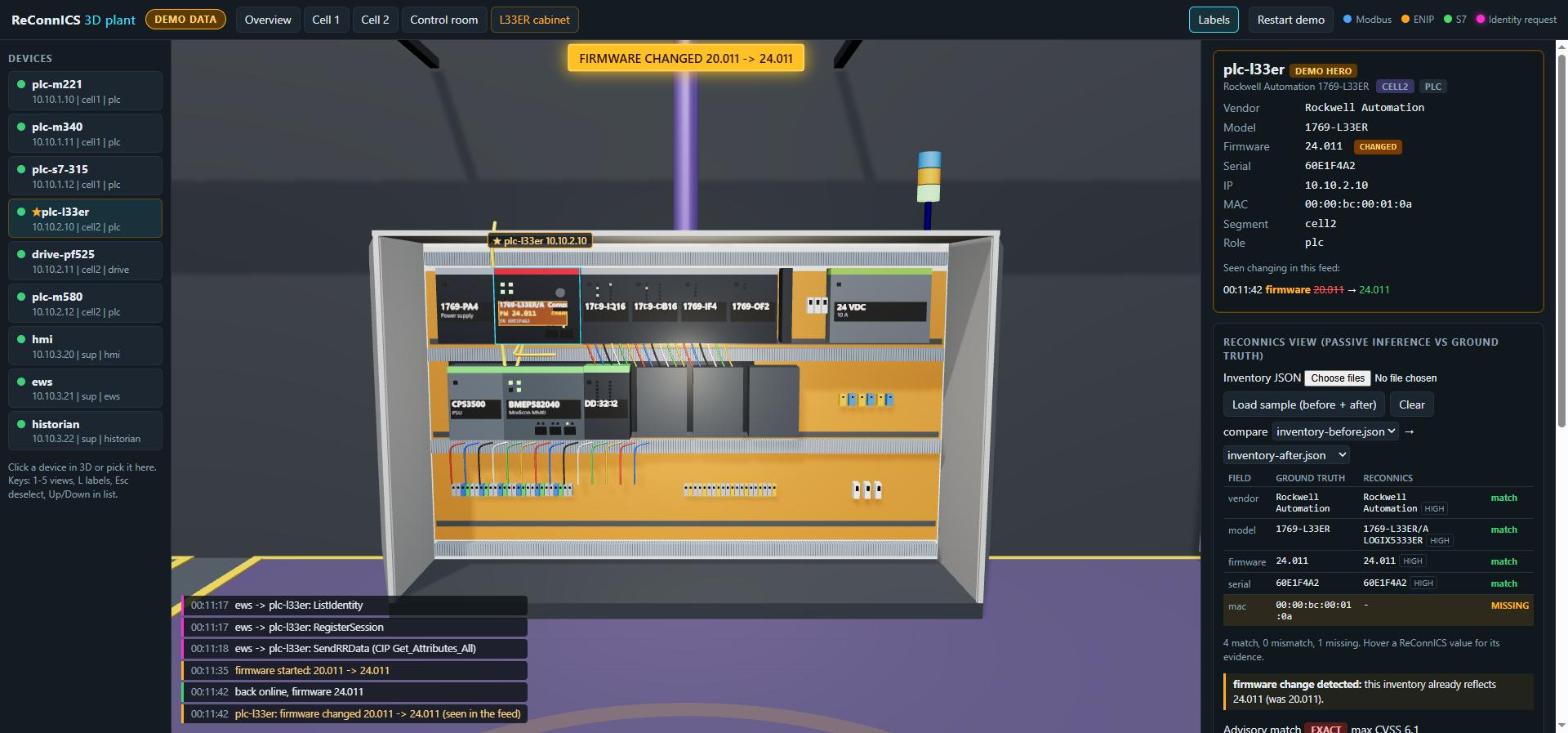 ReConnICS 3D plant DEMO DATA Overview Cell 1 Cell 2 Control room L33ER cabinet Labels Restart demo Modbus ENIP S7 Identity request
DEVICES
plc-m221
10.10.1.10 | cell1 | plc
plc-m340
10.10.1.11 | cell1 | plc
plc-s7-315
10.10.1.12 | cell1 | plc
★plc-l33er
10.10.2.10 | cell2 | plc
drive-pf525
10.10.2.11 | cell2 | drive
plc-m580
10.10.2.12 | cell2 | plc
hmi
10.10.3.20 | sup | hmi
ews
10.10.3.21 | sup | ews
historian
10.10.3.22 | sup | historian
Click a device in 3D or pick it here.
Keys: 1-5 views, L labels, Esc
deselect, Up/Down in list.
FIRMWARE CHANGED 20.011 -> 24.011
★ plc-l33er 10.10.2.10
1769-PA4
Power supply
1769-L33ER/A
FW 24.011
SN 60E1F4A2
1769-IF4
1769-OF2
24 VDC
10 A
CPS3500
PSU
BMEP582040
Modicon M580
00:11:17 ews -> plc-l33er: ListIdentity
00:11:17 ews -> plc-l33er: RegisterSession
00:11:18 ews -> plc-l33er: SendRRData (CIP Get_Attributes_All)
00:11:35 firmware started: 20.011 -> 24.011
00:11:42 back online, firmware 24.011
00:11:42 plc-l33er: firmware changed 20.011 -> 24.011 (seen in the feed)
plc-l33er DEMO HERO
Rockwell Automation 1769-L33ER CELL2 PLC
Vendor Rockwell Automation
Model 1769-L33ER
Firmware 24.011 CHANGED
Serial 60E1F4A2
IP 10.10.2.10
MAC 00:00:bc:00:01:0a
Segment cell2
Role plc
Seen changing in this feed:
00:11:42 firmware 20.011 → 24.011
RECONNICS VIEW (PASSIVE INFERENCE VS GROUND
TRUTH)
Inventory JSON Choose files No file chosen
Load sample (before + after) Clear
compare inventory-before.json →
inventory-after.json
FIELD GROUND TRUTH RECONNICS
vendor Rockwell Automation Rockwell Automation HIGH match
model 1769-L33ER 1769-L33ER/A LOGIX5333ER HIGH match
firmware 24.011 24.011 HIGH match
serial 60E1F4A2 60E1F4A2 HIGH match
mac 00:00:bc:00:01:0a - MISSING
4 match, 0 mismatch, 1 missing. Hover a ReConnICS value for its
evidence.
firmware change detected: this inventory already reflects
24.011 (was 20.011).
Advisory match EXACT max CVSS 6.1